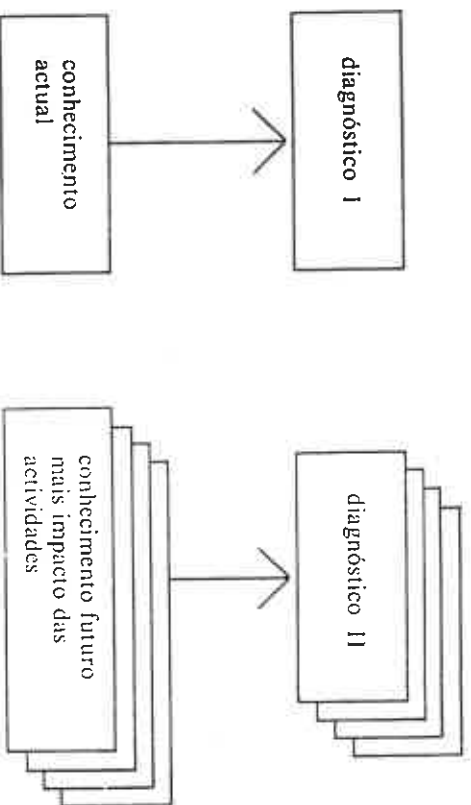 diagnóstico I
conhecimento
actual
diagnóstico II
conhecimento futuro
mais impacto das
actividades